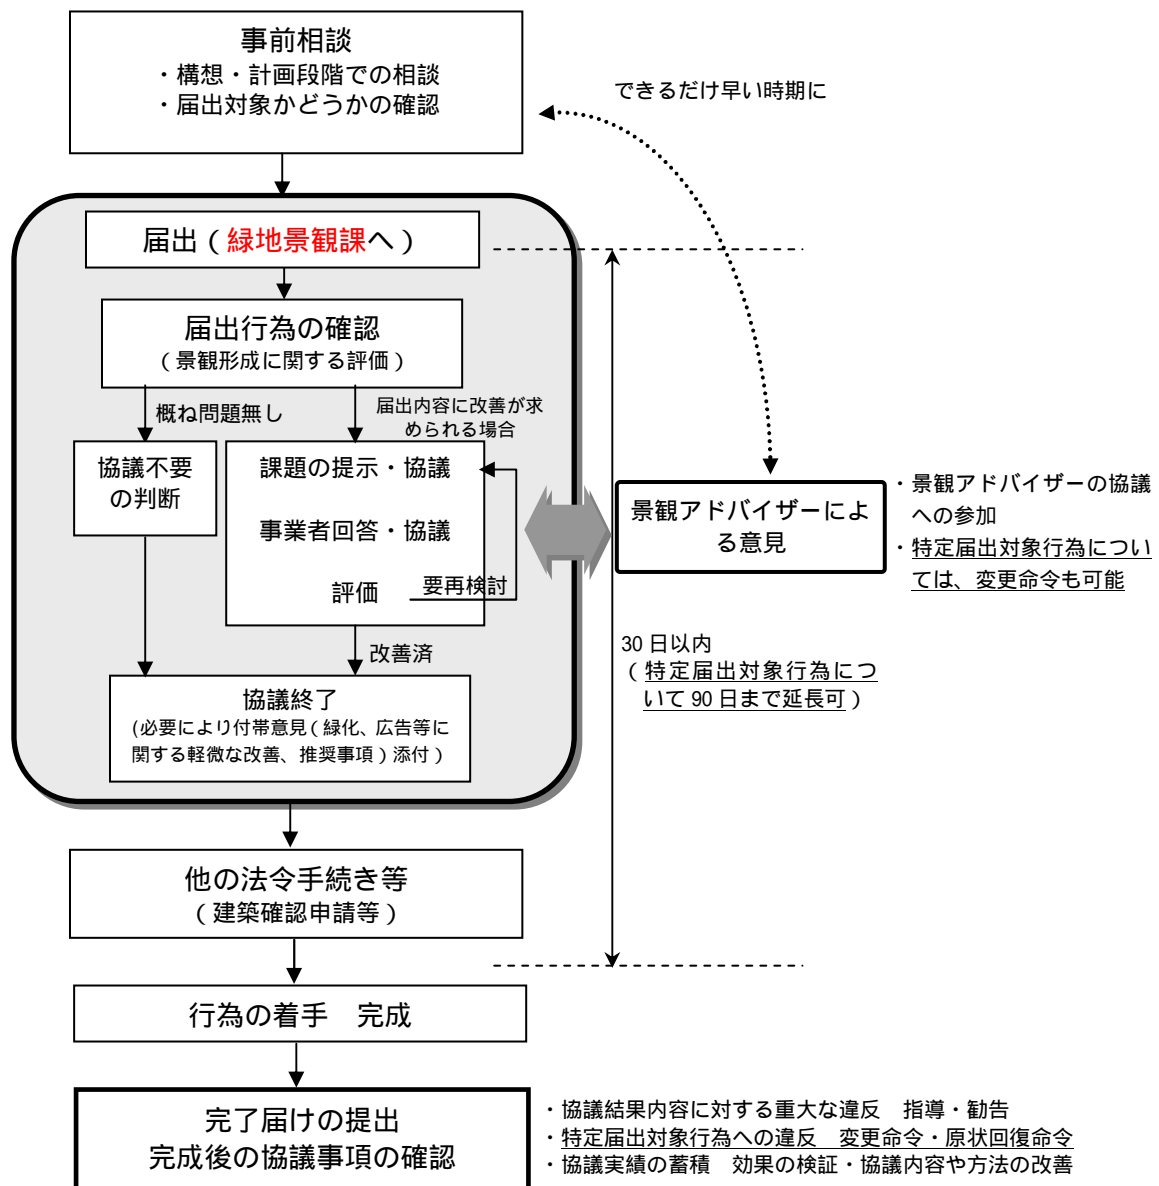 事前相談
・構想・計画段階での相談
・届出対象かどうかの確認
できるだけ早い時期に
届出（緑地景観課へ）
届出行為の確認
（景観形成に関する評価）
概ね問題無し
届出内容に改善が求
められる場合
協議不要
の判断
課題の提示・協議
事業者回答・協議
評価
要再検討
改善済
景観アドバイザーによ
る意見
・景観アドバイザーの協議
への参加
・特定届出対象行為につい
ては、変更命令も可能
30日以内
（特定届出対象行為につ
いて90日まで延長可）
協議終了
(必要により付帯意見（緑化、広告等に
関する軽微な改善、推奨事項）添付）
他の法令手続き等
（建築確認申請等）
行為の着手　完成
完了届けの提出
完成後の協議事項の確認
・協議結果内容に対する重大な違反　指導・勧告
・特定届出対象行為への違反　変更命令・原状回復命令
・協議実績の蓄積　効果の検証・協議内容や方法の改善